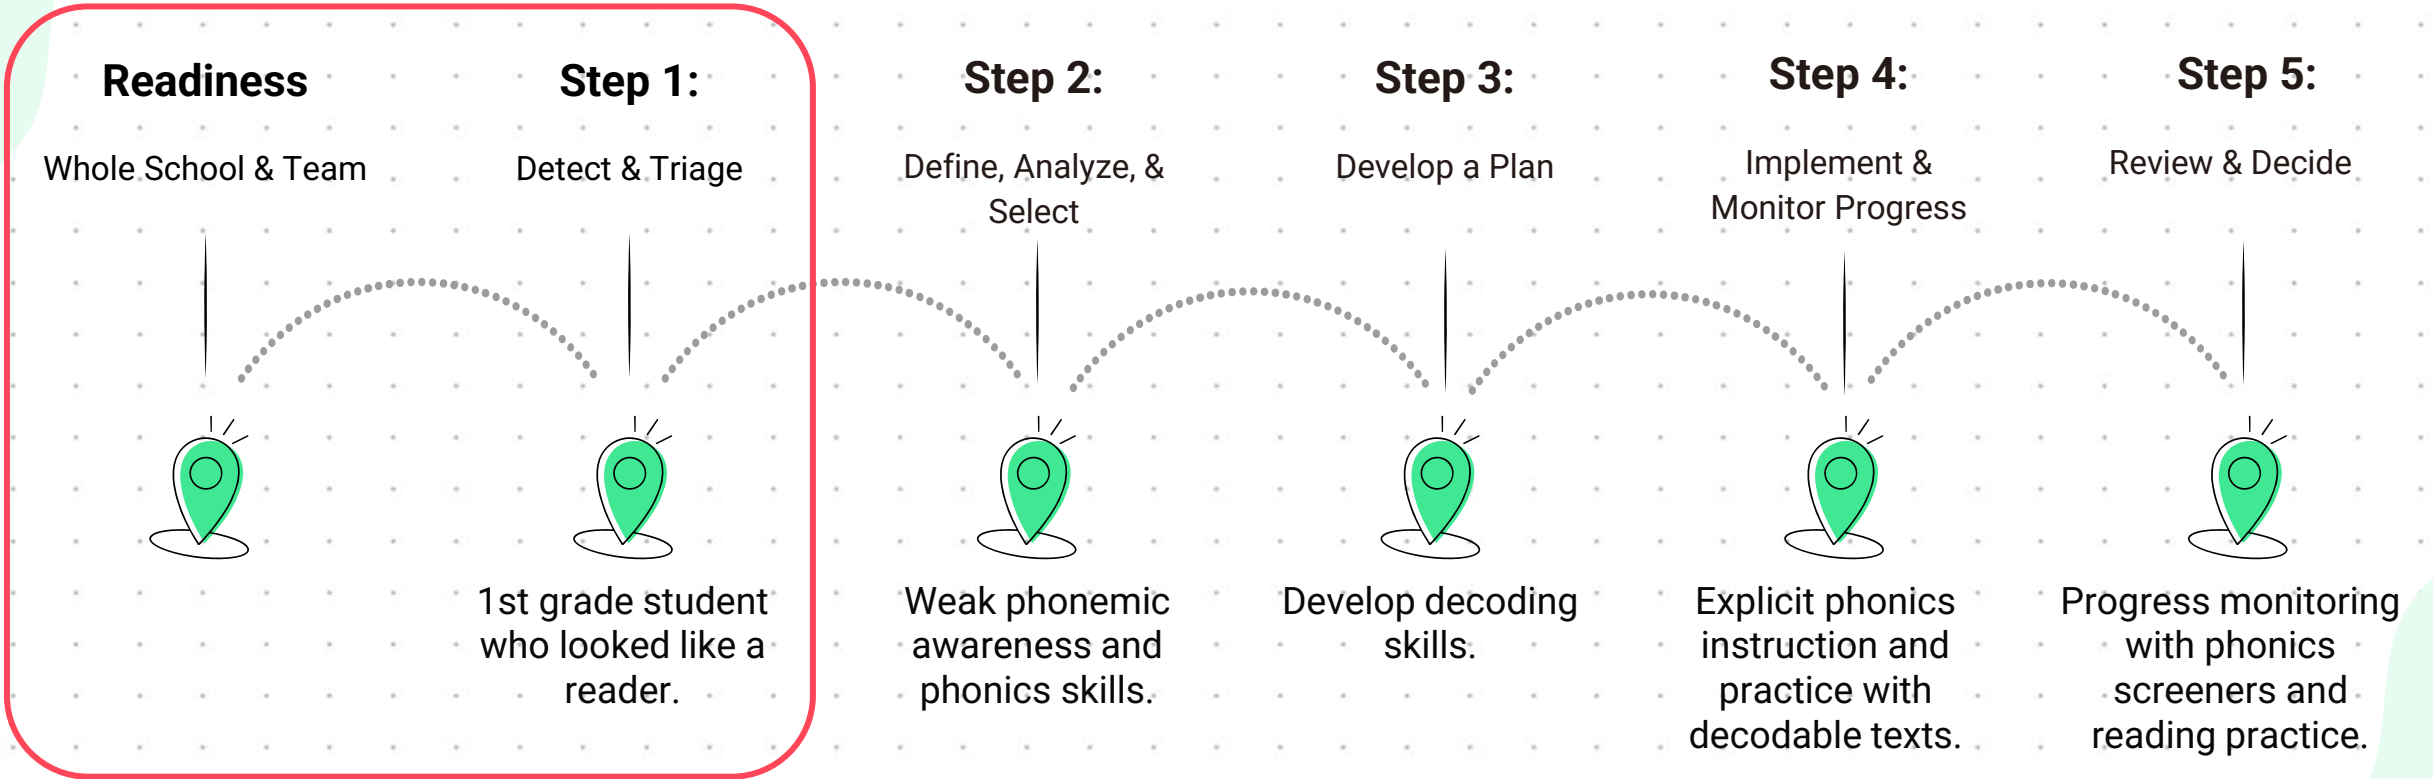 Readiness
Whole School & Team
Step 1:
Detect & Triage
1st grade student
who looked like a
reader.
Step 2:
Define, Analyze, &
Select
Weak phonemic
awareness and
phonics skills.
Step 3:
Develop a Plan
Develop decoding
skills.
Step 4:
Implement &
Monitor Progress
Explicit phonics
instruction and
practice with
decodable texts.
Step 5:
Review & Decide
Progress monitoring
with phonics
screeners and
reading practice.